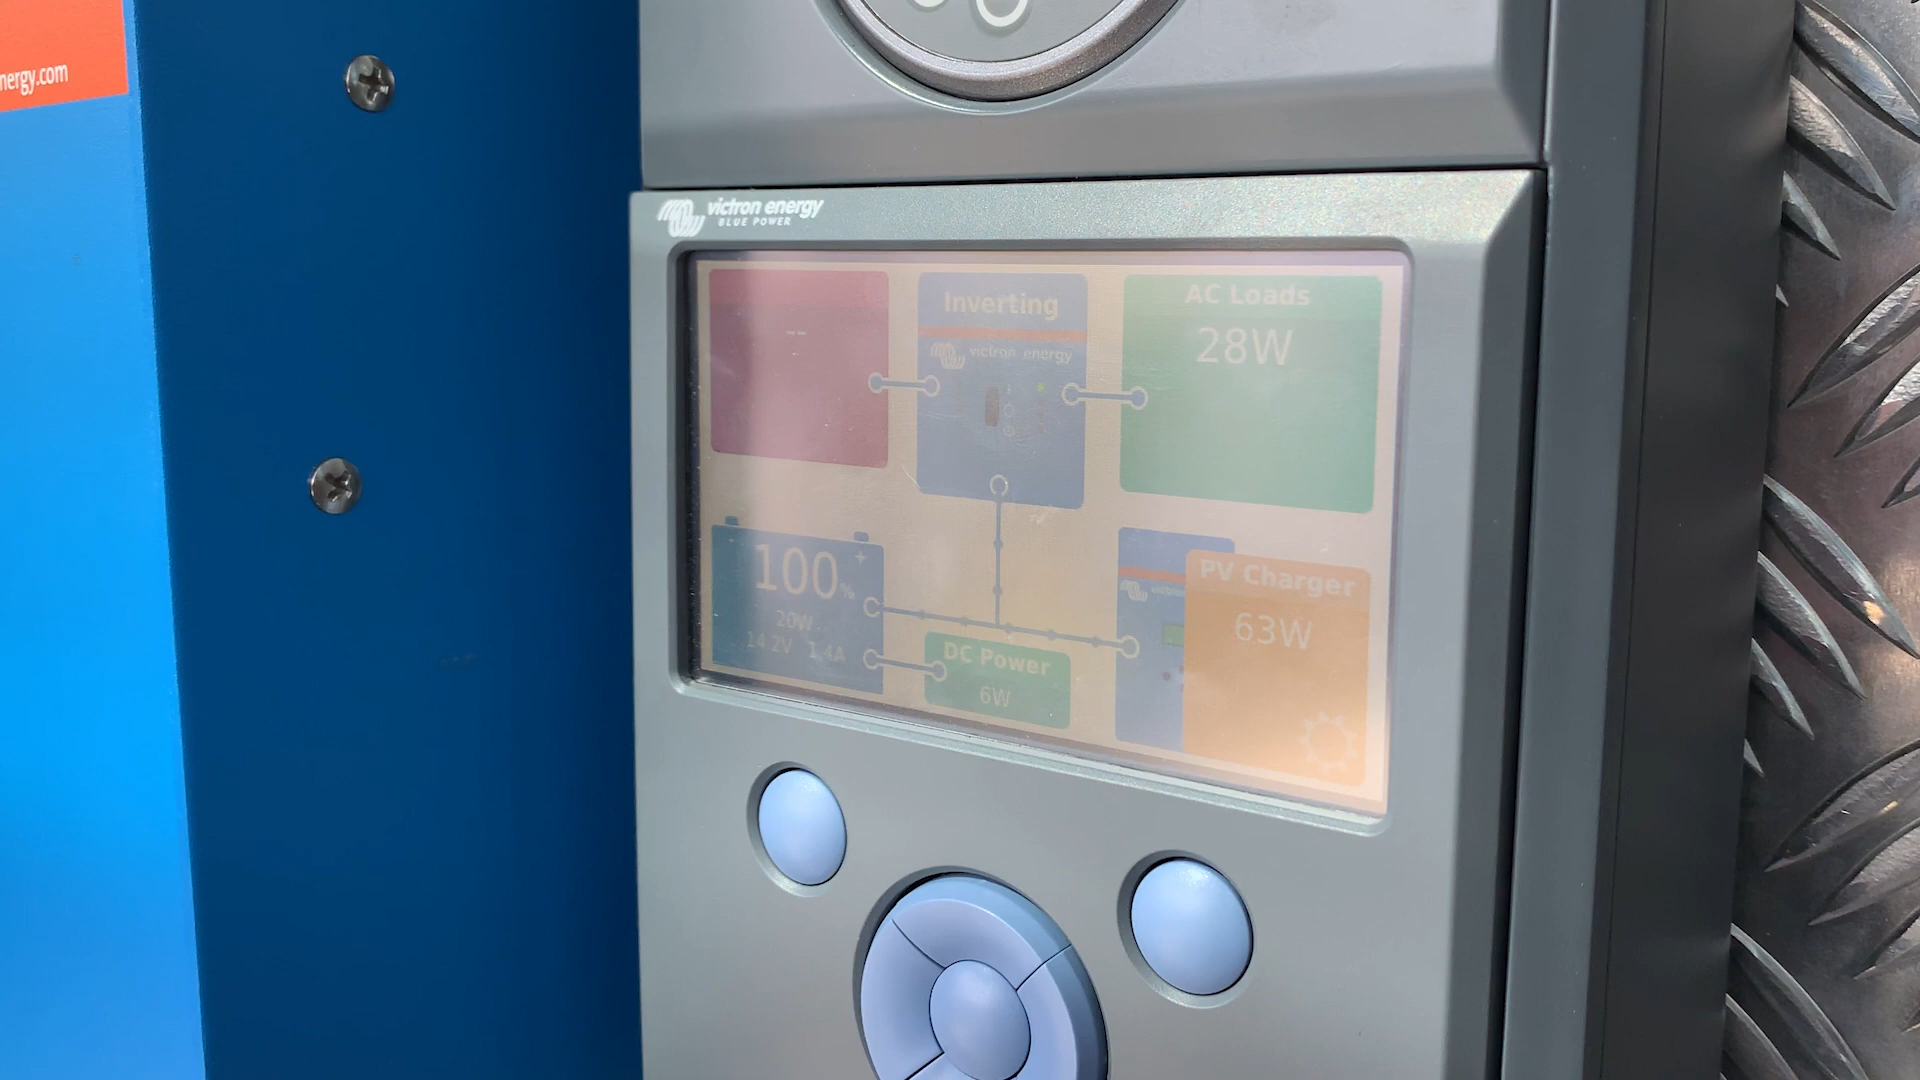 nergy.com
victron energy
BLUE POWER
--
Inverting
victron energy
AC Loads
28W
100%
20W
14.2V 1.4A
DC Power
6W
PV Charger
63W